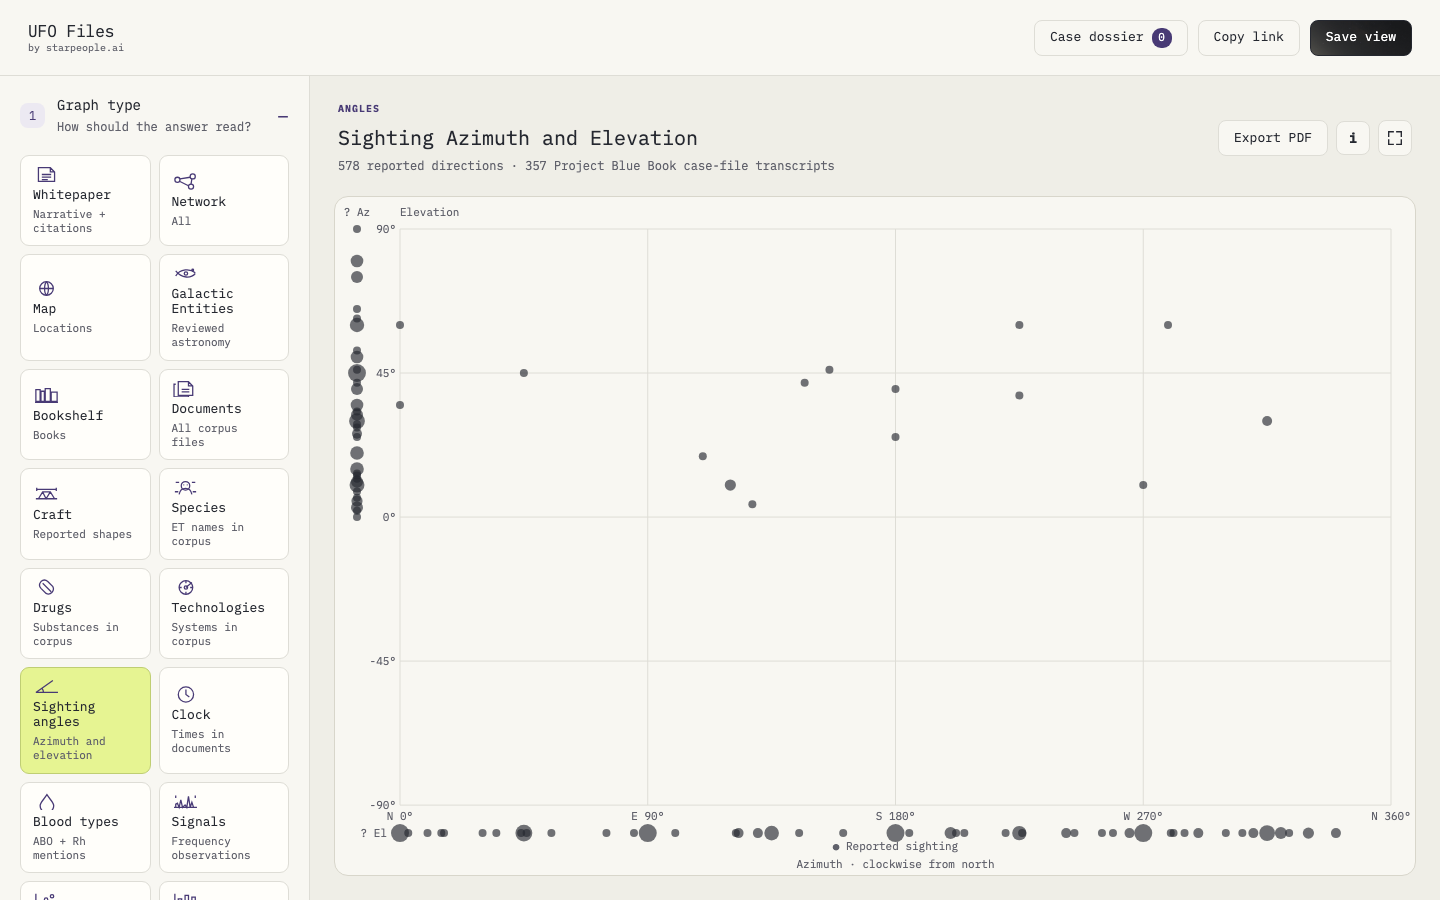 UFO Files
by starpeople.ai
Case dossier 0
Copy link
Save view
1
Graph type
How should the answer read?
Whitepaper
Narrative +
citations
Network
All
Map
Locations
Galactic
Entities
Reviewed
astronomy
Bookshelf
Books
Documents
All corpus
files
Craft
Reported shapes
Species
ET names in
corpus
Drugs
Substances in
corpus
Technologies
Systems in
corpus
Sighting
angles
Azimuth and
elevation
Clock
Times in
documents
Blood types
ABO + Rh
mentions
Signals
Frequency
observations
ANGLES
Sighting Azimuth and Elevation
578 reported directions · 357 Project Blue Book case-file transcripts
Export PDF
i
? Az
Elevation
90°
45°
0°
-45°
-90°
N 0°
E 90°
S 180°
W 270°
N 360°
? El
Reported sighting
Azimuth · clockwise from north